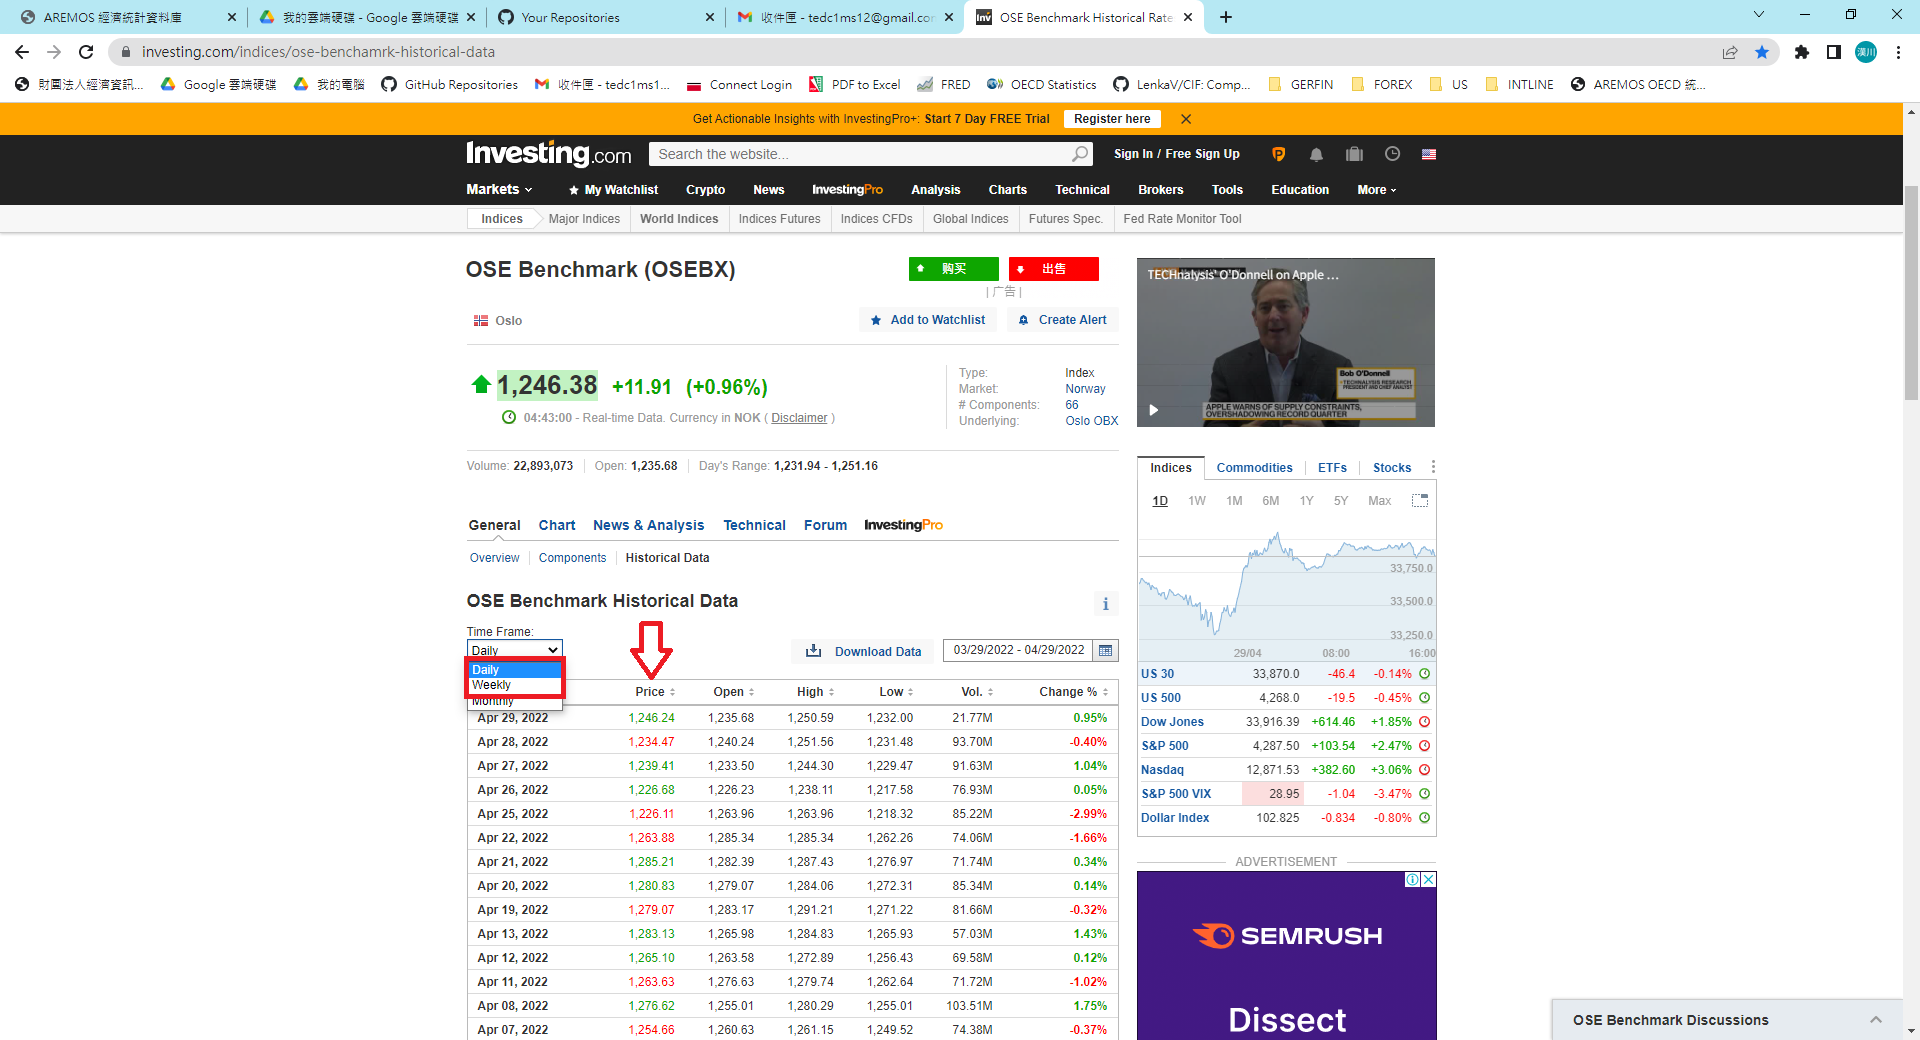 AREMOS 經濟統計資料庫
我的雲端硬碟 - Google 雲端硬碟
Your Repositories
收件匣 - tedc1ms12@gmail.cor
OSE Benchmark Historical Rate
investing.com/indices/ose-benchamrk-historical-data
漢川
財團法人經濟資訊...
Google 雲端硬碟
我的電腦
GitHub Repositories
收件匣 - tedc1ms1...
Connect Login
PDF to Excel
FRED
OECD Statistics
LenkaV/CIF: Comp...
GERFIN
FOREX
US
INTLINE
AREMOS OECD 統...
Get Actionable Insights with InvestingPro+: Start 7 Day FREE Trial
Register here
Investing.com
Search the website...
Sign In / Free Sign Up
Markets
My Watchlist
Crypto
News
InvestingPro
Analysis
Charts
Technical
Brokers
Tools
Education
More
Indices
Major Indices
World Indices
Indices Futures
Indices CFDs
Global Indices
Futures Spec.
Fed Rate Monitor Tool
OSE Benchmark (OSEBX)
购买
出售
| 广告 |
Oslo
Add to Watchlist
Create Alert
1,246.38 +11.91 (+0.96%)
04:43:00 - Real-time Data. Currency in NOK ( Disclaimer )
Type: Index
Market: Norway
# Components: 66
Underlying: Oslo OBX
Volume: 22,893,073
Open: 1,235.68
Day's Range: 1,231.94 - 1,251.16
General
Chart
News & Analysis
Technical
Forum
InvestingPro
Overview
Components
Historical Data
OSE Benchmark Historical Data
i
Time Frame:
Daily
Daily
Weekly
Monthly
Download Data
03/29/2022 - 04/29/2022
Price Open High Low Vol. Change %
Apr 29, 2022 1,246.24 1,235.68 1,250.59 1,232.00 21.77M 0.95%
Apr 28, 2022 1,234.47 1,240.24 1,251.56 1,231.48 93.70M -0.40%
Apr 27, 2022 1,239.41 1,233.50 1,244.30 1,229.47 91.63M 1.04%
Apr 26, 2022 1,226.68 1,226.23 1,238.11 1,217.58 76.93M 0.05%
Apr 25, 2022 1,226.11 1,263.96 1,263.96 1,218.32 85.22M -2.99%
Apr 22, 2022 1,263.88 1,285.34 1,285.34 1,262.26 74.06M -1.66%
Apr 21, 2022 1,285.21 1,282.39 1,287.43 1,276.97 71.74M 0.34%
Apr 20, 2022 1,280.83 1,279.07 1,284.06 1,272.31 85.34M 0.14%
Apr 19, 2022 1,279.07 1,283.17 1,291.21 1,271.22 81.66M -0.32%
Apr 13, 2022 1,283.13 1,265.98 1,284.83 1,265.93 57.03M 1.43%
Apr 12, 2022 1,265.10 1,263.58 1,272.89 1,256.43 69.58M 0.12%
Apr 11, 2022 1,263.63 1,276.63 1,279.74 1,262.64 71.72M -1.02%
Apr 08, 2022 1,276.62 1,255.01 1,280.29 1,255.01 103.51M 1.75%
Apr 07, 2022 1,254.66 1,260.63 1,261.15 1,249.52 74.38M -0.37%
TECHnalysis' O'Donnell on Apple ...
Bob O'Donnell
TECHNALYSIS RESEARCH
PRESIDENT AND CHIEF ANALYST
APPLE WARNS OF SUPPLY CONSTRAINTS,
OVERSHADOWING RECORD QUARTER
Indices
Commodities
ETFs
Stocks
1D 1W 1M 6M 1Y 5Y Max
33,750.0
33,500.0
33,250.0
29/04 08:00 16:00
US 30 33,870.0 -46.4 -0.14%
US 500 4,268.0 -19.5 -0.45%
Dow Jones 33,916.39 +614.46 +1.85%
S&P 500 4,287.50 +103.54 +2.47%
Nasdaq 12,871.53 +382.60 +3.06%
S&P 500 VIX 28.95 -1.04 -3.47%
Dollar Index 102.825 -0.834 -0.80%
ADVERTISEMENT
SEMRUSH
Dissect
OSE Benchmark Discussions